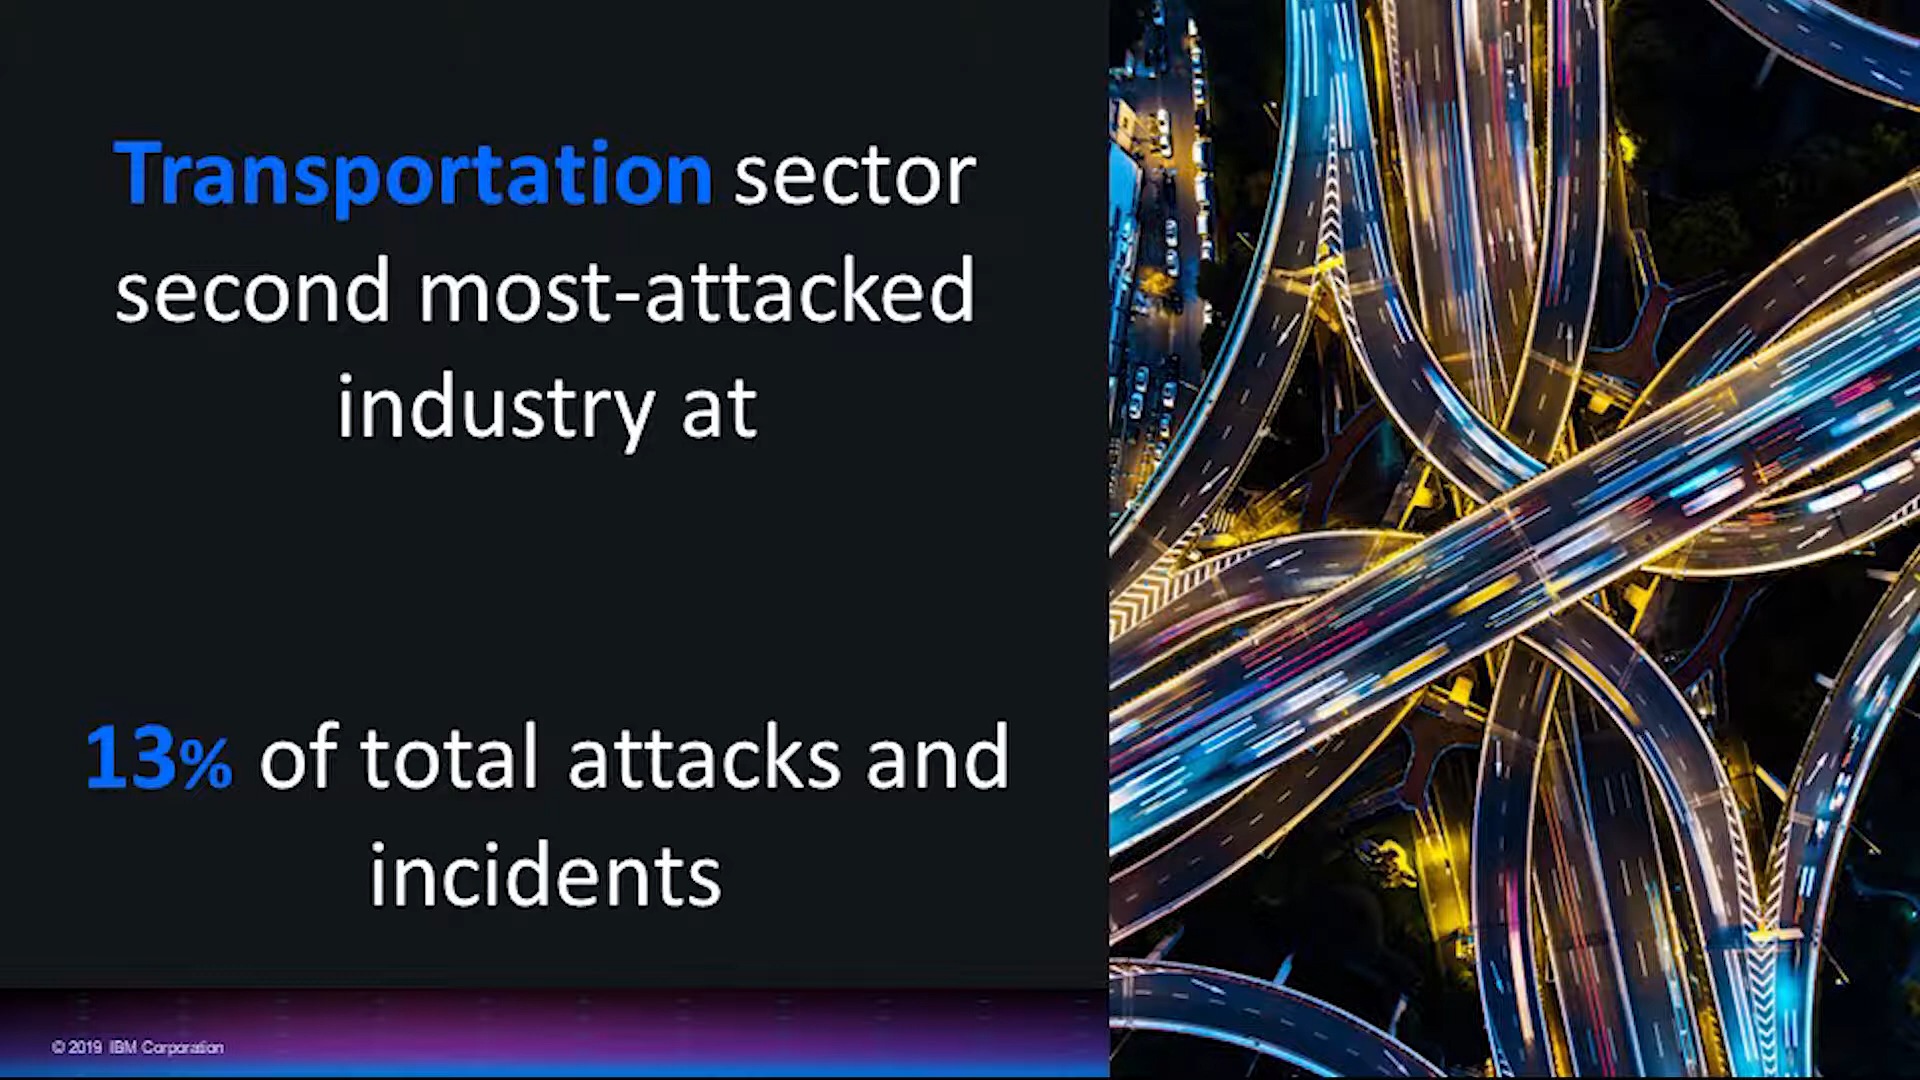 Transportation sector
second most-attacked
industry at
13% of total attacks and
incidents
© 2019 IBM Corporation